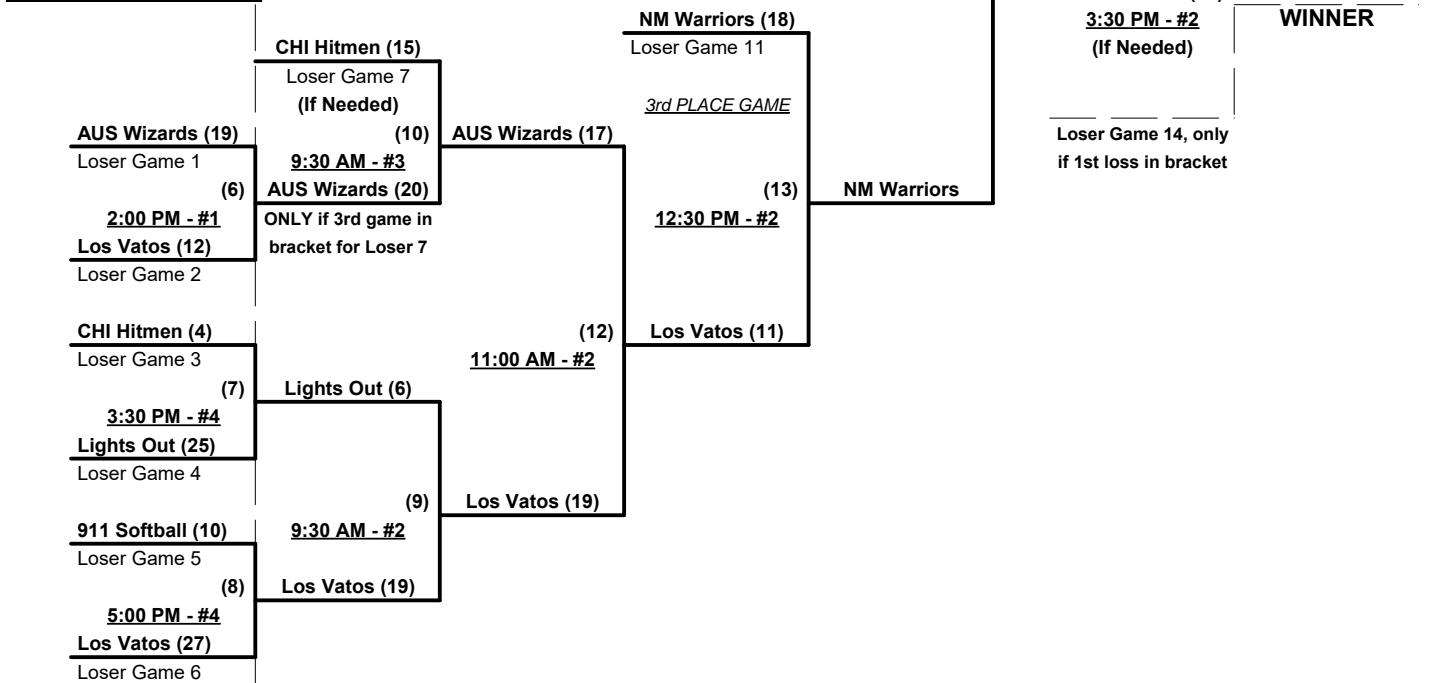 NM Warriors (18)
3:30 PM - #2
WINNER
CHI Hitmen (15)
Loser Game 11
(If Needed)
Loser Game 7
(If Needed)
3rd PLACE GAME
AUS Wizards (19)
(10)
AUS Wizards (17)
Loser Game 14, only
Loser Game 1
9:30 AM - #3
if 1st loss in bracket
(6)
AUS Wizards (20)
(13)
NM Warriors
2:00 PM - #1
ONLY if 3rd game in
12:30 PM - #2
Los Vatos (12)
bracket for Loser 7
Loser Game 2
CHI Hitmen (4)
(12)
Los Vatos (11)
Loser Game 3
11:00 AM - #2
(7)
Lights Out (6)
3:30 PM - #4
Lights Out (25)
Loser Game 4
(9)
Los Vatos (19)
911 Softball (10)
9:30 AM - #2
Loser Game 5
(8)
Los Vatos (19)
5:00 PM - #4
Los Vatos (27)
Loser Game 6